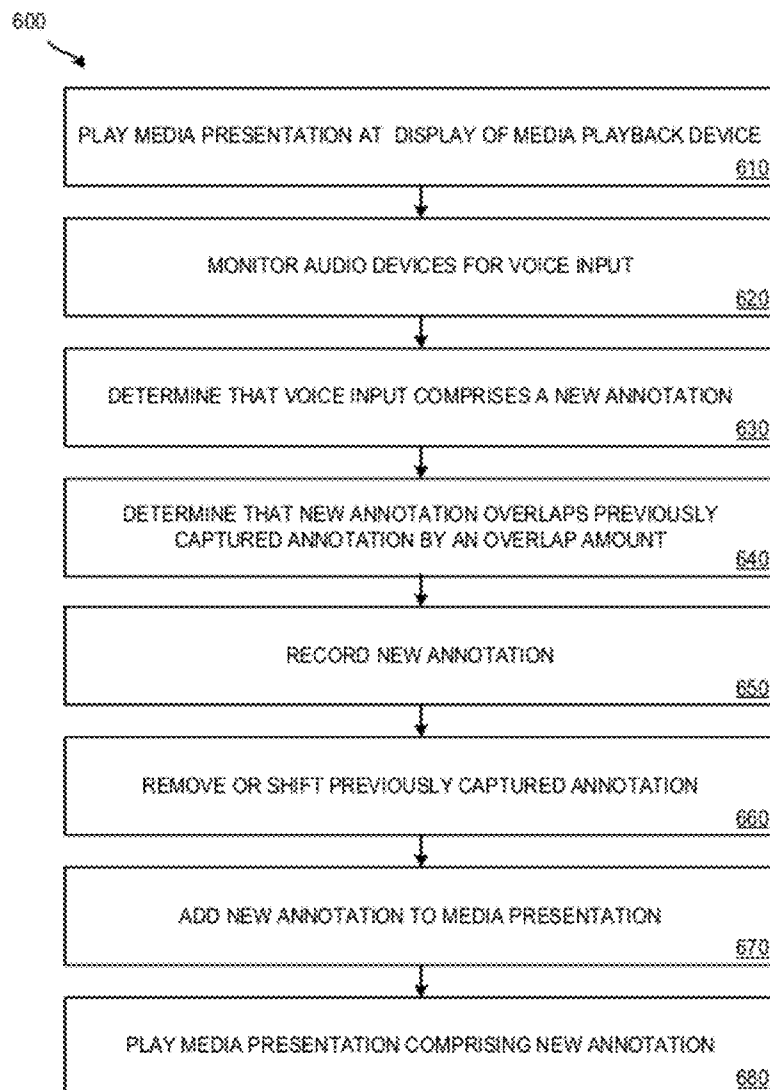 600
PLAY MEDIA PRESENTATION AT DISPLAY OF MEDIA PLAYBACK DEVICE
610
MONITOR AUDIO DEVICES FOR VOICE INPUT
620
DETERMINE THAT VOICE INPUT COMPRISES A NEW ANNOTATION
630
DETERMINE THAT NEW ANNOTATION OVERLAPS PREVIOUSLY
CAPTURED ANNOTATION BY AN OVERLAP AMOUNT
640
RECORD NEW ANNOTATION
650
REMOVE OR SHIFT PREVIOUSLY CAPTURED ANNOTATION
660
ADD NEW ANNOTATION TO MEDIA PRESENTATION
670
PLAY MEDIA PRESENTATION COMPRISING NEW ANNOTATION
680